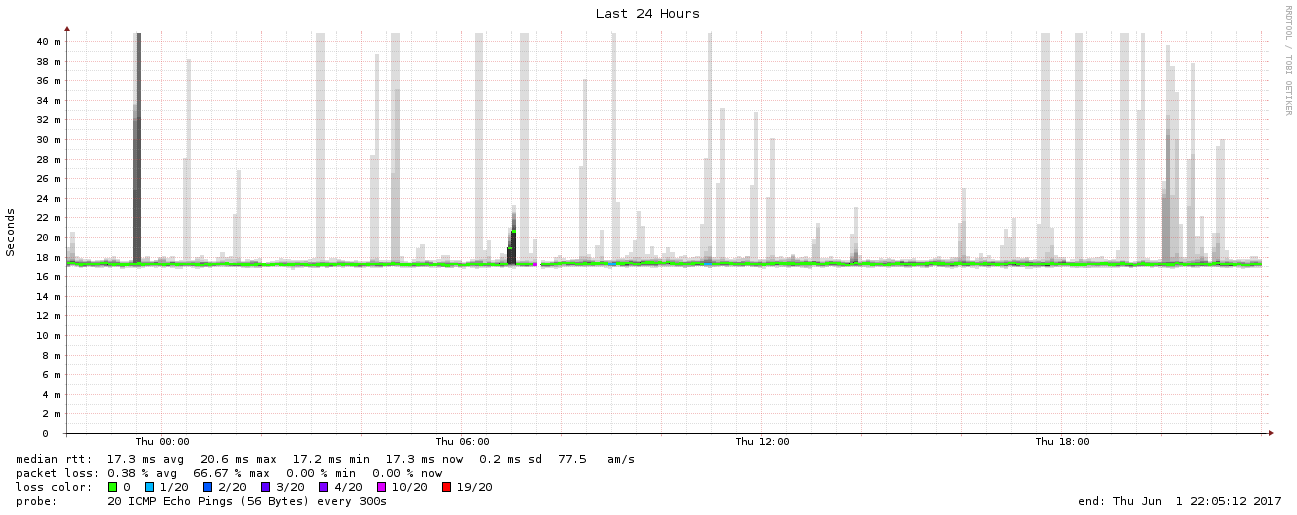 Last 24 Hours
RRDTOOL / TOBI OETIKER
Seconds
40 m
38 m
36 m
34 m
32 m
30 m
28 m
26 m
24 m
22 m
20 m
18 m
16 m
14 m
12 m
10 m
8 m
6 m
4 m
2 m
0
Thu 00:00 Thu 06:00 Thu 12:00 Thu 18:00
median rtt: 17.3 ms avg 20.6 ms max 17.2 ms min 17.3 ms now 0.2 ms sd 77.5 am/s
packet loss: 0.38 % avg 66.67 % max 0.00 % min 0.00 % now
loss color: 0 1/20 2/20 3/20 4/20 10/20 19/20
probe: 20 ICMP Echo Pings (56 Bytes) every 300s end: Thu Jun 1 22:05:12 2017